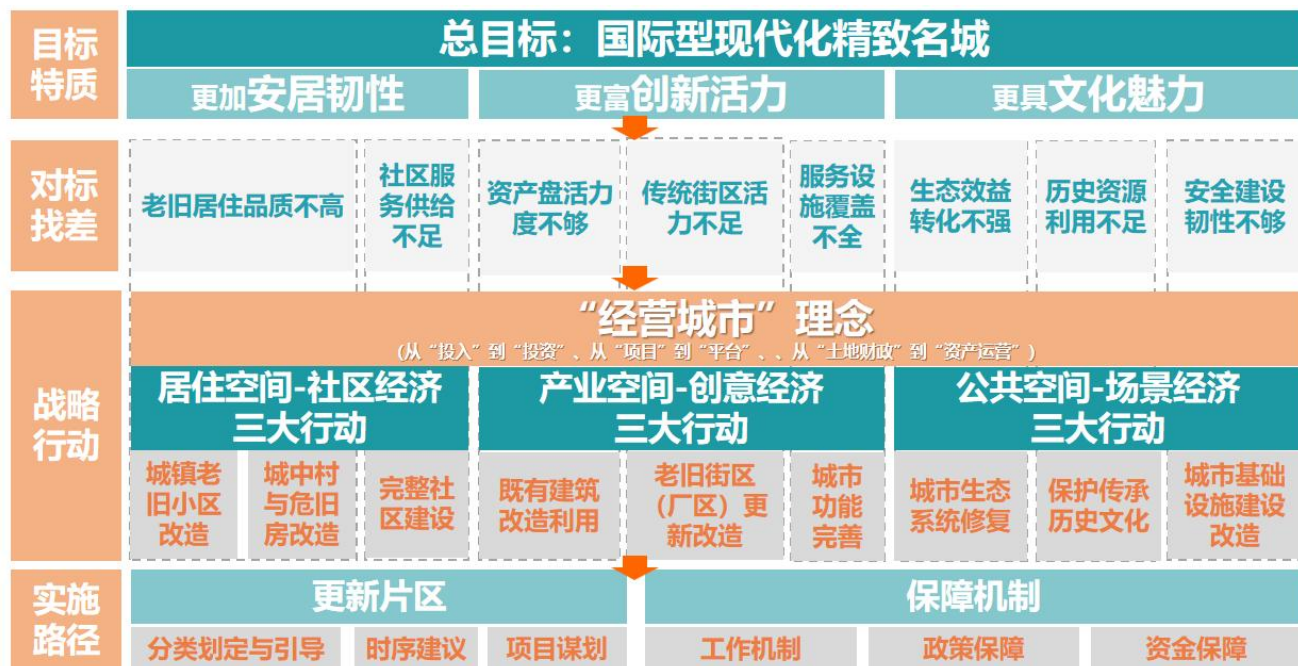 目标
特质
总目标：国际型现代化精致名城
更加安居韧性
更富创新活力
更具文化魅力
对标
找差
老旧居住品质不高
社区服
务供给
不足
资产盘活力
度不够
传统街区活
力不足
服务设
施覆盖
不全
生态效益
转化不强
历史资源
利用不足
安全建设
韧性不够
战略
行动
“经营城市”理念
(从“投入”到“投资”、从“项目”到“平台”、、从“土地财政”到“资产运营”)
居住空间-社区经济
三大行动
产业空间-创意经济
三大行动
公共空间-场景经济
三大行动
城镇老
旧小区
改造
城中村
与危旧
房改造
完整社
区建设
既有建筑
改造利用
老旧街区
（厂区）更
新改造
城市
功能
完善
城市生态
系统修复
保护传承
历史文化
城市基础
设施建设
改造
实施
路径
更新片区
保障机制
分类划定与引导
时序建议
项目谋划
工作机制
政策保障
资金保障